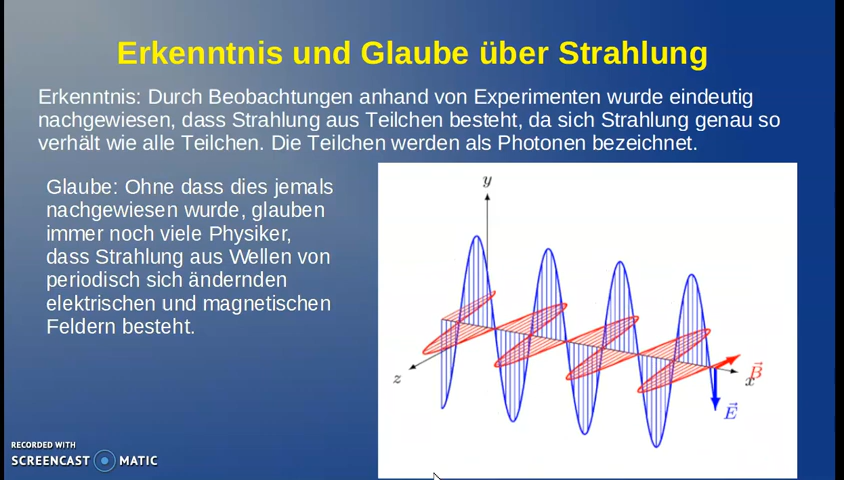 Erkenntnis und Glaube über Strahlung
Erkenntnis: Durch Beobachtungen anhand von Experimenten wurde eindeutig
nachgewiesen, dass Strahlung aus Teilchen besteht, da sich Strahlung genau so
verhält wie alle Teilchen. Die Teilchen werden als Photonen bezeichnet.
Glaube: Ohne dass dies jemals
nachgewiesen wurde, glauben
immer noch viele Physiker,
dass Strahlung aus Wellen von
periodisch sich ändernden
elektrischen und magnetischen
Feldern besteht.
y
z
x
B⃗
E⃗
RECORDED WITH
SCREENCAST MATIC